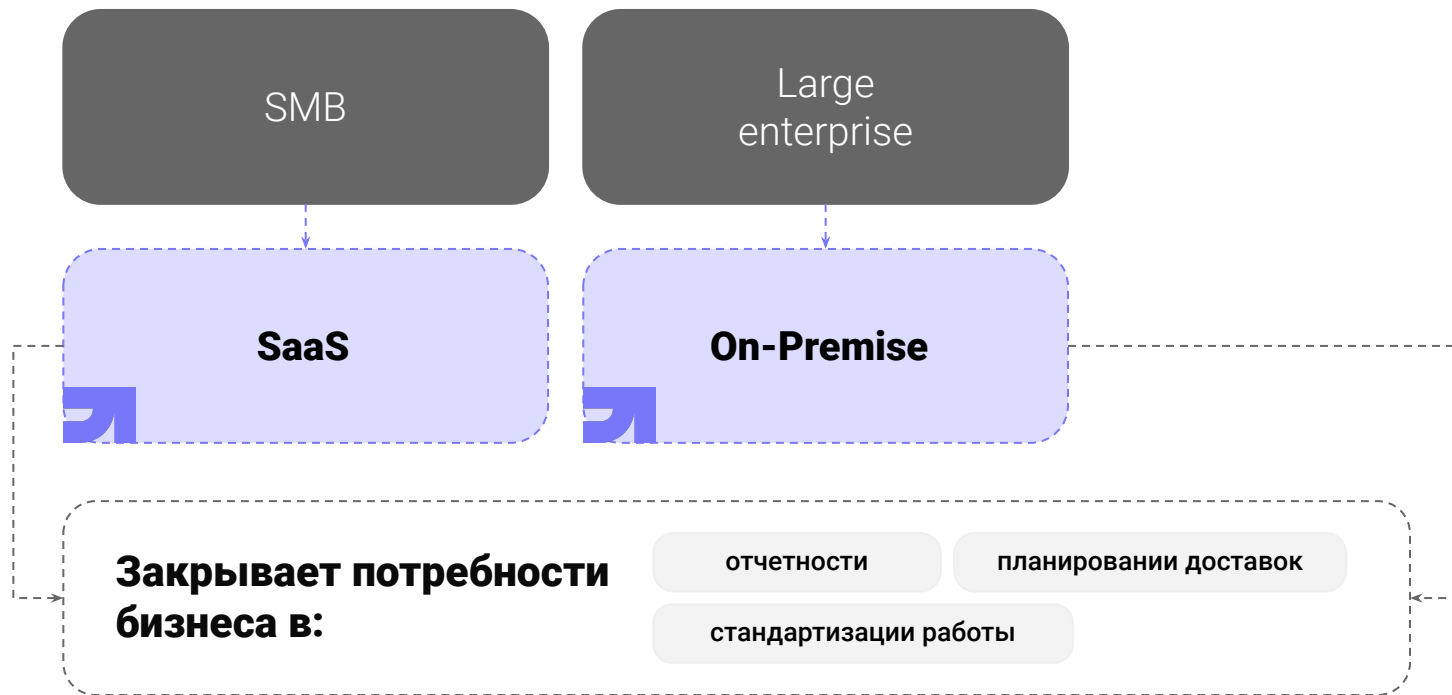 SMB
Large
enterprise
SaaS
On-Premise
Закрывает потребности
бизнеса в:
отчетности
планировании доставок
стандартизации работы